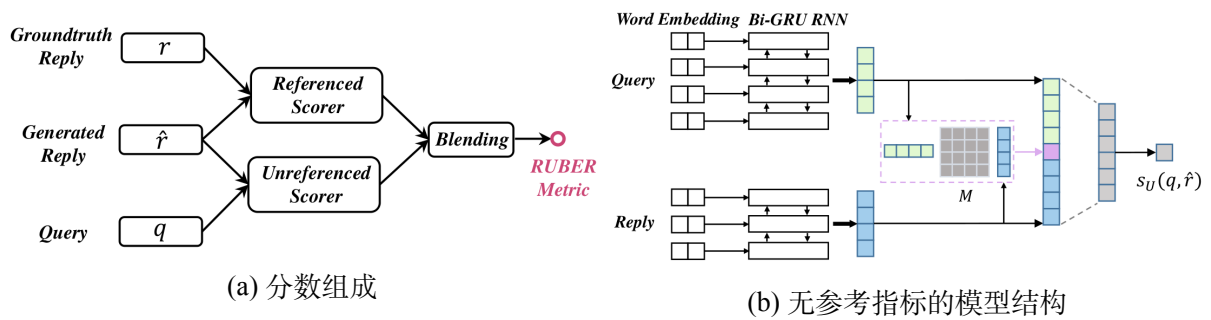 Groundtruth
Reply
r
Referenced
Scorer
Generated
Reply
r̂
Blending
RUBER
Metric
Unreferenced
Scorer
Query
q
(a) 分数组成
Word Embedding
Bi-GRU RNN
Query
M
s_U(q, r̂)
Reply
(b) 无参考指标的模型结构